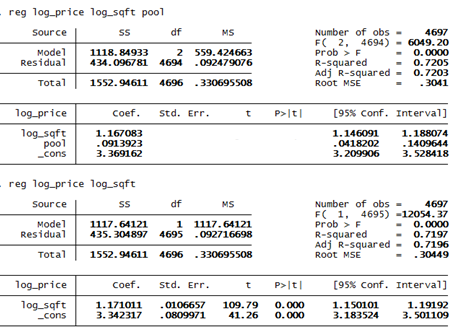 . reg log_price log_sqft pool
Source | SS df MS Number of obs = 4697
F( 2, 4694) = 6049.20
Model | 1118.84933 2 559.424663 Prob > F = 0.0000
Residual | 434.096781 4694 .092479076 R-squared = 0.7205
Adj R-squared = 0.7203
Total | 1552.94611 4696 .330695508 Root MSE = .3041
log_price | Coef. Std. Err. t P>|t| [95% Conf. Interval]
log_sqft | 1.167083 1.146091 1.188074
pool | .0913923 .0418202 .1409644
_cons | 3.369162 3.209906 3.528418
. reg log_price log_sqft
Source | SS df MS Number of obs = 4697
F( 1, 4695) =12054.37
Model | 1117.64121 1 1117.64121 Prob > F = 0.0000
Residual | 435.304897 4695 .092716698 R-squared = 0.7197
Adj R-squared = 0.7196
Total | 1552.94611 4696 .330695508 Root MSE = .30449
log_price | Coef. Std. Err. t P>|t| [95% Conf. Interval]
log_sqft | 1.171011 .0106657 109.79 0.000 1.150101 1.19192
_cons | 3.342317 .0809971 41.26 0.000 3.183524 3.501109